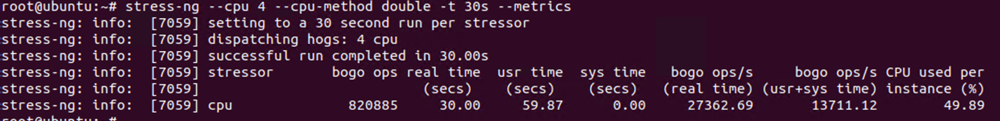 root@ubuntu:~# stress-ng --cpu 4 --cpu-method double -t 30s --metrics
stress-ng: info:  [7059] setting to a 30 second run per stressor
stress-ng: info:  [7059] dispatching hogs: 4 cpu
stress-ng: info:  [7059] successful run completed in 30.00s
stress-ng: info:  [7059] stressor       bogo ops real time  usr time  sys time   bogo ops/s     bogo ops/s CPU used per
stress-ng: info:  [7059]                           (secs)    (secs)    (secs)   (real time) (usr+sys time) instance (%)
stress-ng: info:  [7059] cpu              820885     30.00     59.87      0.00     27362.69       13711.12        49.89
root@ubuntu:~#